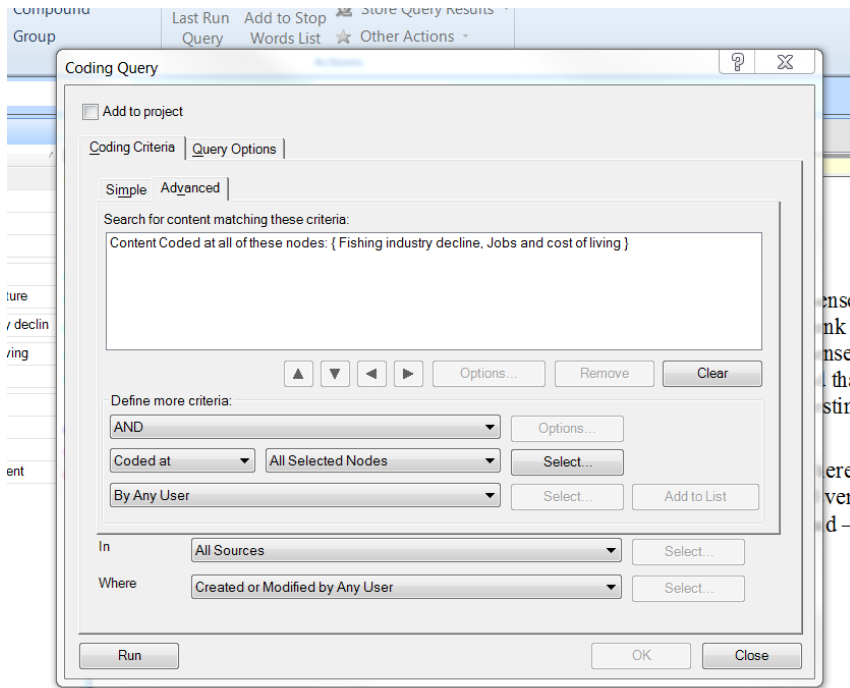 Compound
Group
Last Run
Query
Add to Stop
Words List
Store Query Results
Other Actions
Actions
Coding Query
Add to project
Coding Criteria
Query Options
Simple
Advanced
Search for content matching these criteria:
Content Coded at all of these nodes: { Fishing industry decline, Jobs and cost of living }
Options...
Remove
Clear
Define more criteria:
AND
Options...
Coded at
All Selected Nodes
Select...
By Any User
Select...
Add to List
In
All Sources
Select...
Where
Created or Modified by Any User
Select...
Run
OK
Close